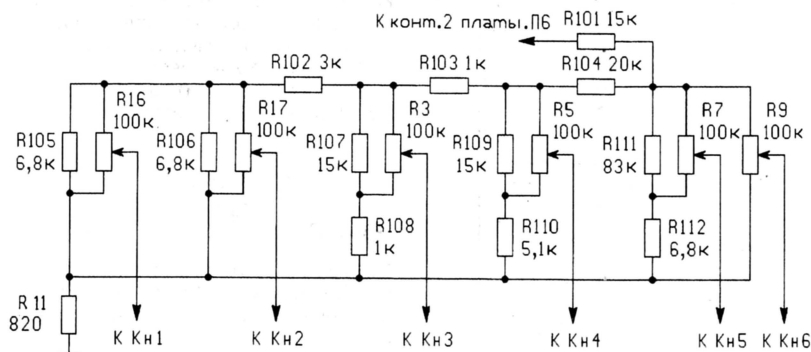 К конт.2 платы.П6
R101 15к
R102 3к
R103 1к
R104 20к
R16
100к
R17
100к
R3
100к
R5
100к
R7
100к
R9
100к
R105
6,8к
R106
6,8к
R107
15к
R109
15к
R111
83к
R108
1к
R110
5,1к
R112
6,8к
R 11
820
К Кн1
К Кн2
К Кн3
К Кн4
К Кн5
К Кн6